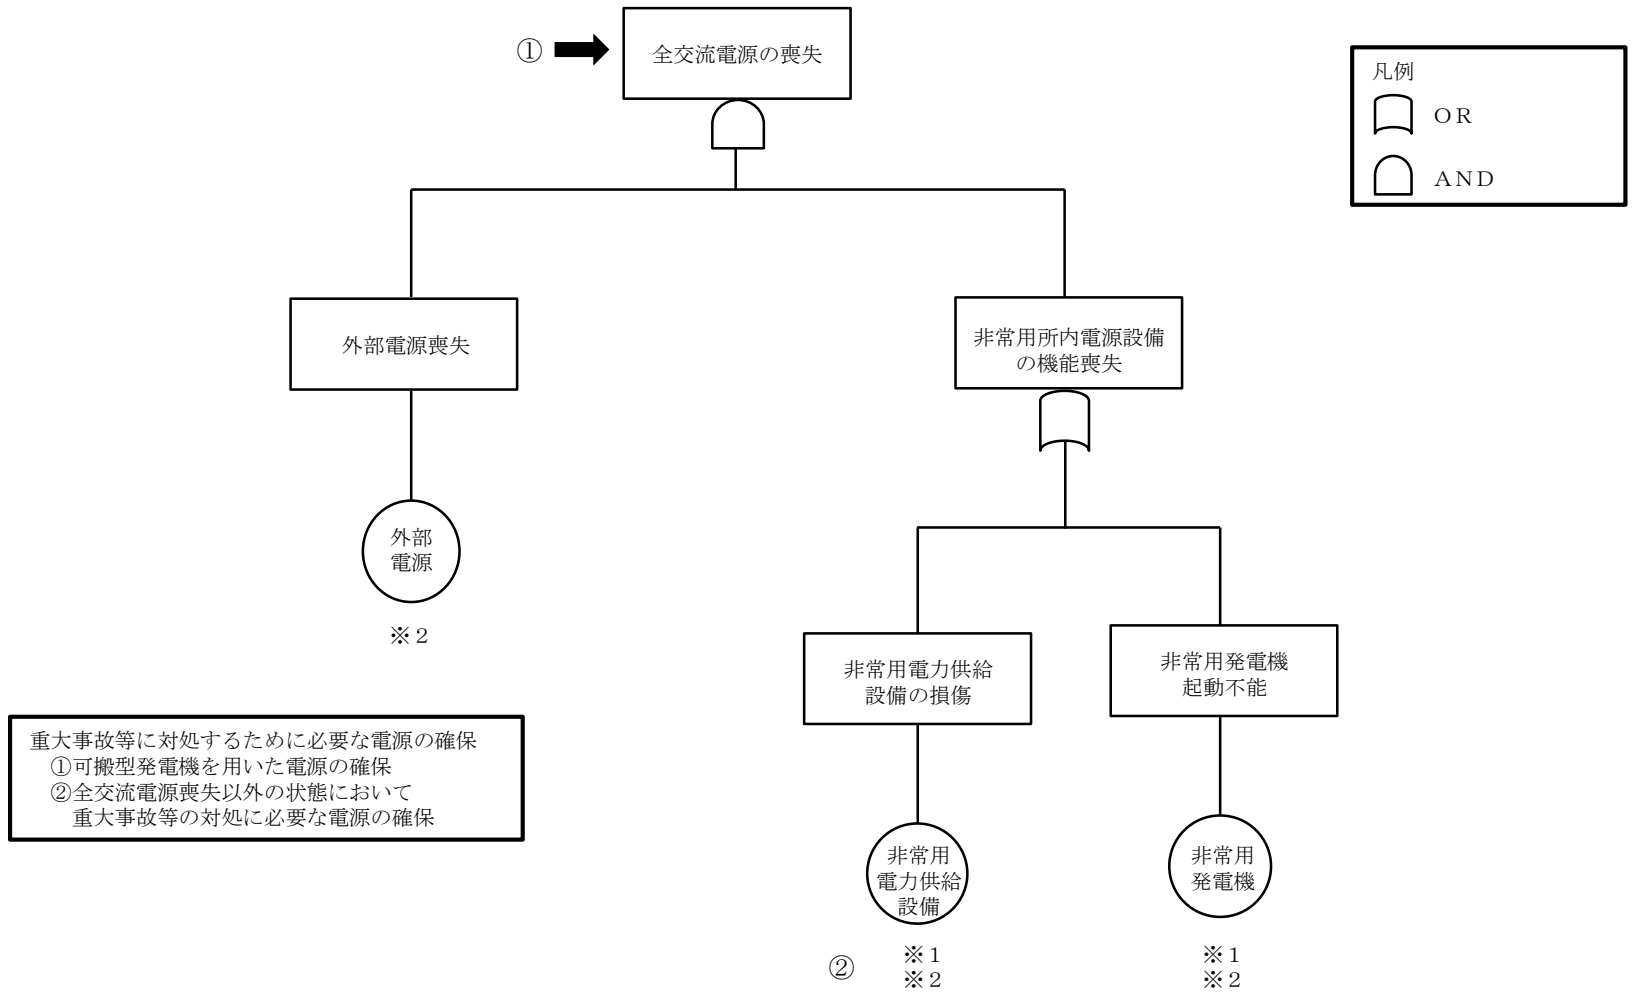 ①
全交流電源の喪失
凡例
OR
AND
外部電源喪失
非常用所内電源設備
の機能喪失
外部
電源
※2
非常用電力供給
設備の損傷
非常用発電機
起動不能
重大事故等に対処するために必要な電源の確保
①可搬型発電機を用いた電源の確保
②全交流電源喪失以外の状態において
重大事故等の対処に必要な電源の確保
非常用
電力供給
設備
非常用
発電機
②
※1
※2
※1
※2